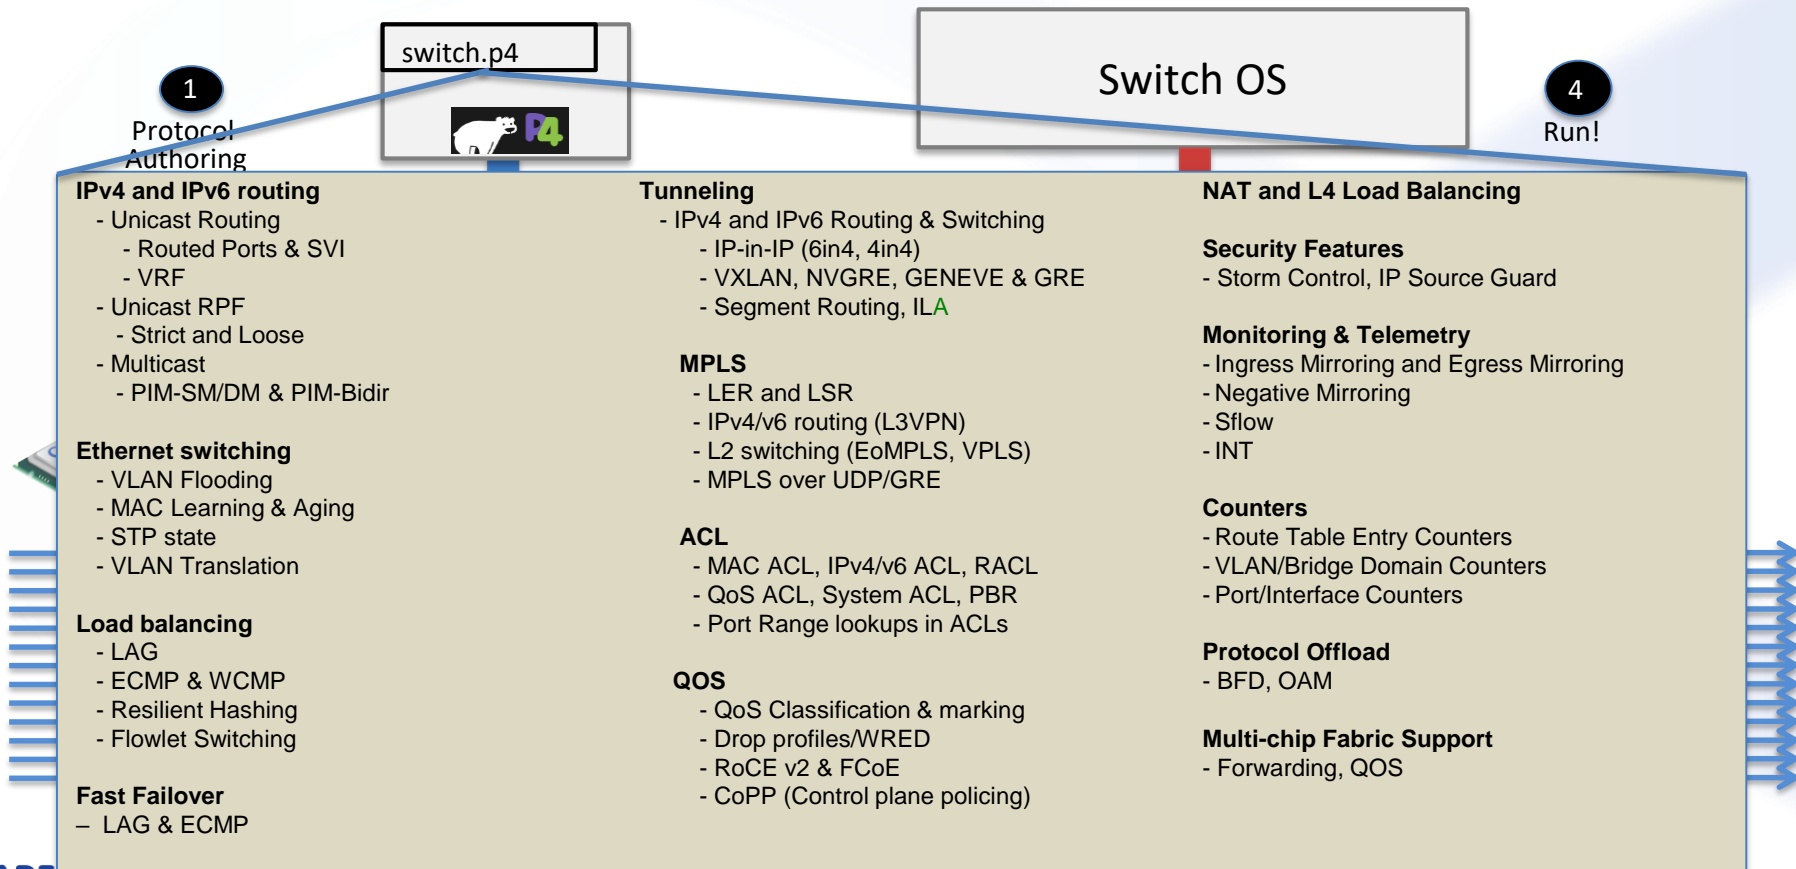 switch.p4
Switch OS
1
Protocol
Authoring
P4
4
Run!
IPv4 and IPv6 routing
- Unicast Routing
- Routed Ports & SVI
- VRF
- Unicast RPF
- Strict and Loose
- Multicast
- PIM-SM/DM & PIM-Bidir
Ethernet switching
- VLAN Flooding
- MAC Learning & Aging
- STP state
- VLAN Translation
Load balancing
- LAG
- ECMP & WCMP
- Resilient Hashing
- Flowlet Switching
Fast Failover
– LAG & ECMP
Tunneling
- IPv4 and IPv6 Routing & Switching
- IP-in-IP (6in4, 4in4)
- VXLAN, NVGRE, GENEVE & GRE
- Segment Routing, ILA
MPLS
- LER and LSR
- IPv4/v6 routing (L3VPN)
- L2 switching (EoMPLS, VPLS)
- MPLS over UDP/GRE
ACL
- MAC ACL, IPv4/v6 ACL, RACL
- QoS ACL, System ACL, PBR
- Port Range lookups in ACLs
QOS
- QoS Classification & marking
- Drop profiles/WRED
- RoCE v2 & FCoE
- CoPP (Control plane policing)
NAT and L4 Load Balancing
Security Features
- Storm Control, IP Source Guard
Monitoring & Telemetry
- Ingress Mirroring and Egress Mirroring
- Negative Mirroring
- Sflow
- INT
Counters
- Route Table Entry Counters
- VLAN/Bridge Domain Counters
- Port/Interface Counters
Protocol Offload
- BFD, OAM
Multi-chip Fabric Support
- Forwarding, QOS